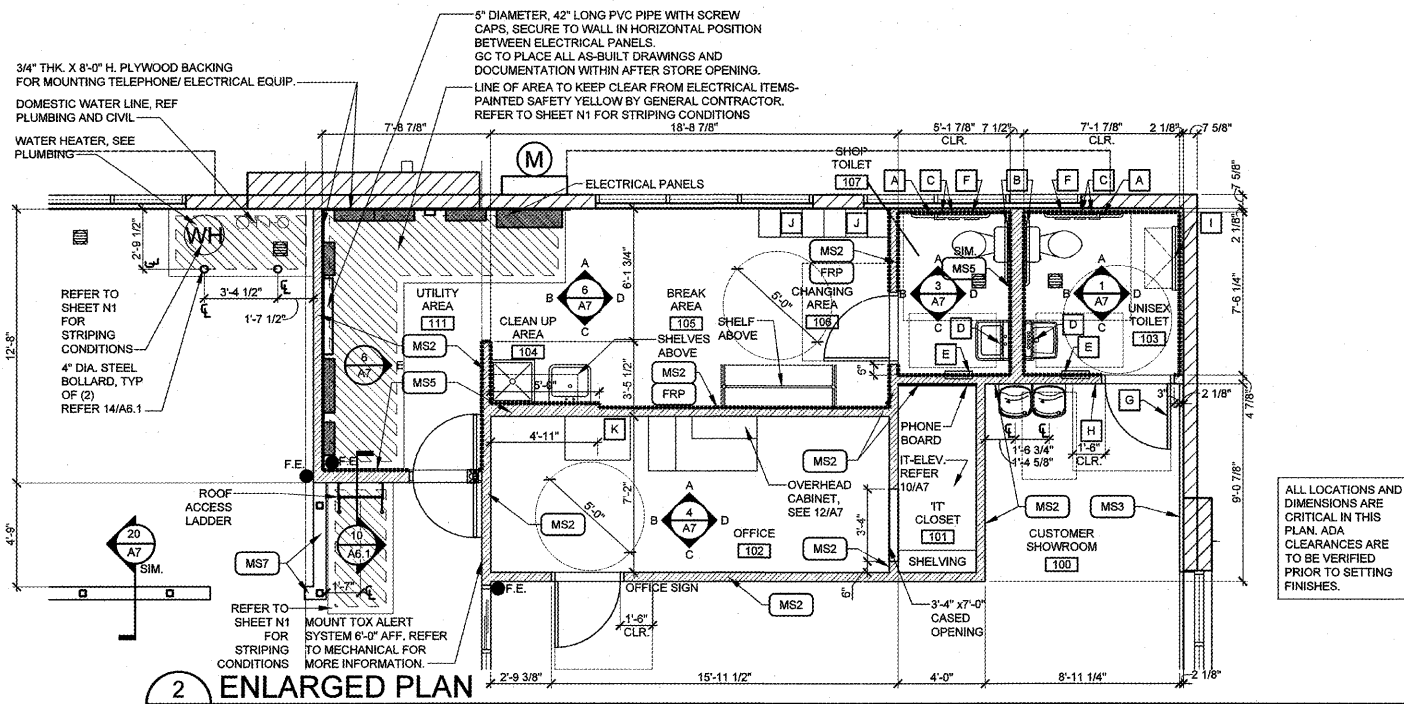 5" DIAMETER, 42" LONG PVC PIPE WITH SCREW
CAPS, SECURE TO WALL IN HORIZONTAL POSITION
BETWEEN ELECTRICAL PANELS.
GC TO PLACE ALL AS-BUILT DRAWINGS AND
DOCUMENTATION WITHIN AFTER STORE OPENING.
3/4" THK. X 8'-0" H. PLYWOOD BACKING
FOR MOUNTING TELEPHONE/ ELECTRICAL EQUIP.
LINE OF AREA TO KEEP CLEAR FROM ELECTRICAL ITEMS-
PAINTED SAFETY YELLOW BY GENERAL CONTRACTOR.
REFER TO SHEET N1 FOR STRIPING CONDITIONS
DOMESTIC WATER LINE, REF
PLUMBING AND CIVIL
WATER HEATER, SEE
PLUMBING
7'-8 7/8"
18'-8 7/8"
5'-1 7/8"
CLR.
7 1/2"
7'-1 7/8"
CLR.
2 1/8"
7 5/8"
M
ELECTRICAL PANELS
SHOP
TOILET
107
A
C
F
B
F
C
A
7 5/8"
I
2 1/8"
WH
2'-9 1/2"
3'-4 1/2"
1'-7 1/2"
12'-8"
4'-9"
REFER TO
SHEET N1
FOR
STRIPING
CONDITIONS
4" DIA. STEEL
BOLLARD, TYP
OF (2)
REFER 14/A6.1
UTILITY
AREA
111
MS2
MS5
6
A7
E
A
B
6
A7
D
C
6'-1 3/4"
3'-5 1/2"
CLEAN UP
AREA
104
SHELVES
ABOVE
5'-6"
BREAK
AREA
105
5'-0"
J
J
MS2
FRP
CHANGING
AREA
106
SHELF
ABOVE
MS2
FRP
6"
A
B
3
A7
D
C
SIM.
MS5
A
B
1
A7
D
C
UNISEX
TOILET
103
D
E
D
E
7'-6 1/4"
4 7/8"
9'-0 7/8"
G
3"
2 1/8"
H
1'-6 3/4"
1'-4 5/8"
1'-6"
CLR.
F.E.
F.E.
ROOF
ACCESS
LADDER
20
A7
SIM.
MS7
10
A6.1
1'-7"
4'-11"
K
7'-2"
5'-0"
MS2
A
B
4
A7
D
C
OFFICE
102
MS2
OVERHEAD
CABINET,
SEE 12/A7
3'-4"
MS2
PHONE
BOARD
IT-ELEV.
REFER
10/A7
'IT'
CLOSET
101
SHELVING
MS2
MS3
CUSTOMER
SHOWROOM
100
ALL LOCATIONS AND
DIMENSIONS ARE
CRITICAL IN THIS
PLAN. ADA
CLEARANCES ARE
TO BE VERIFIED
PRIOR TO SETTING
FINISHES.
F.E.
OFFICE SIGN
MS2
6"
3'-4" x7'-0"
CASED
OPENING
1'-6"
CLR.
REFER TO
SHEET N1
FOR
STRIPING
CONDITIONS
MOUNT TOX ALERT
SYSTEM 6'-0" AFF. REFER
TO MECHANICAL FOR
MORE INFORMATION.
2'-9 3/8"
15'-11 1/2"
4'-0"
8'-11 1/4"
2 1/8"
2 ENLARGED PLAN